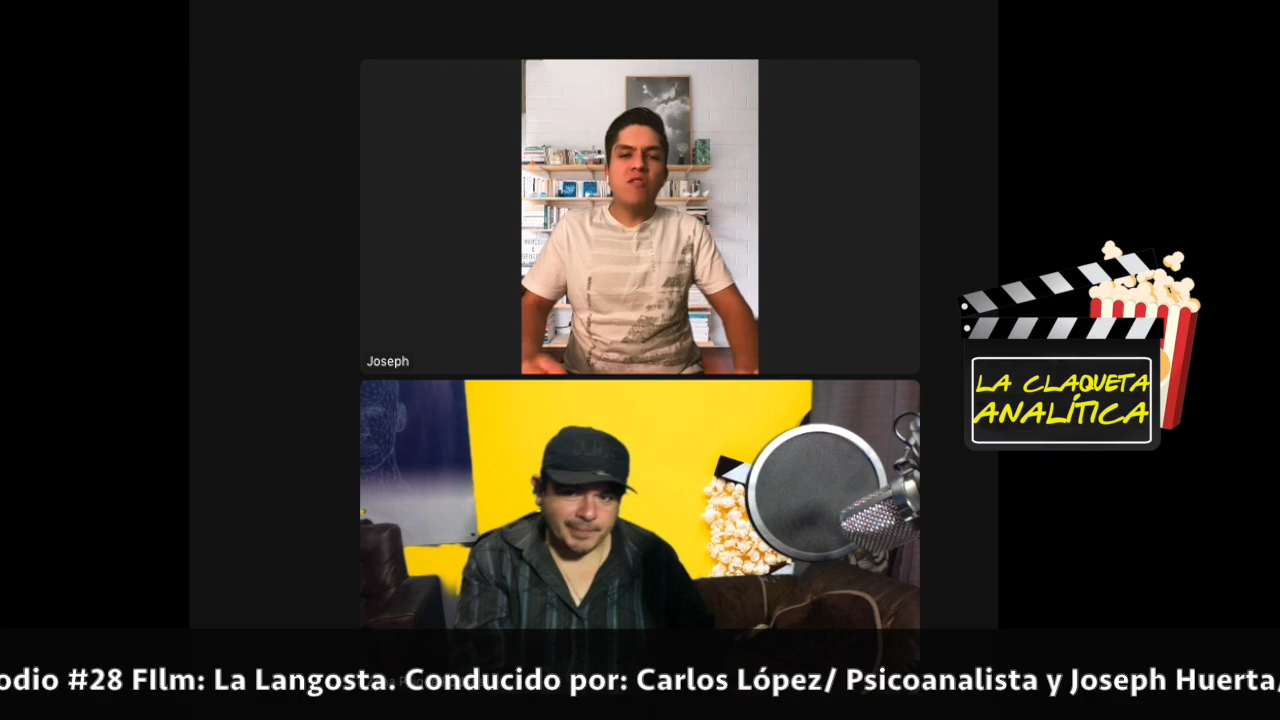 Joseph
LA CLAQUETA
ANALÍTICA
odio #28 FIlm: La Langosta. Conducido por: Carlos López/ Psicoanalista y Joseph Huerta/